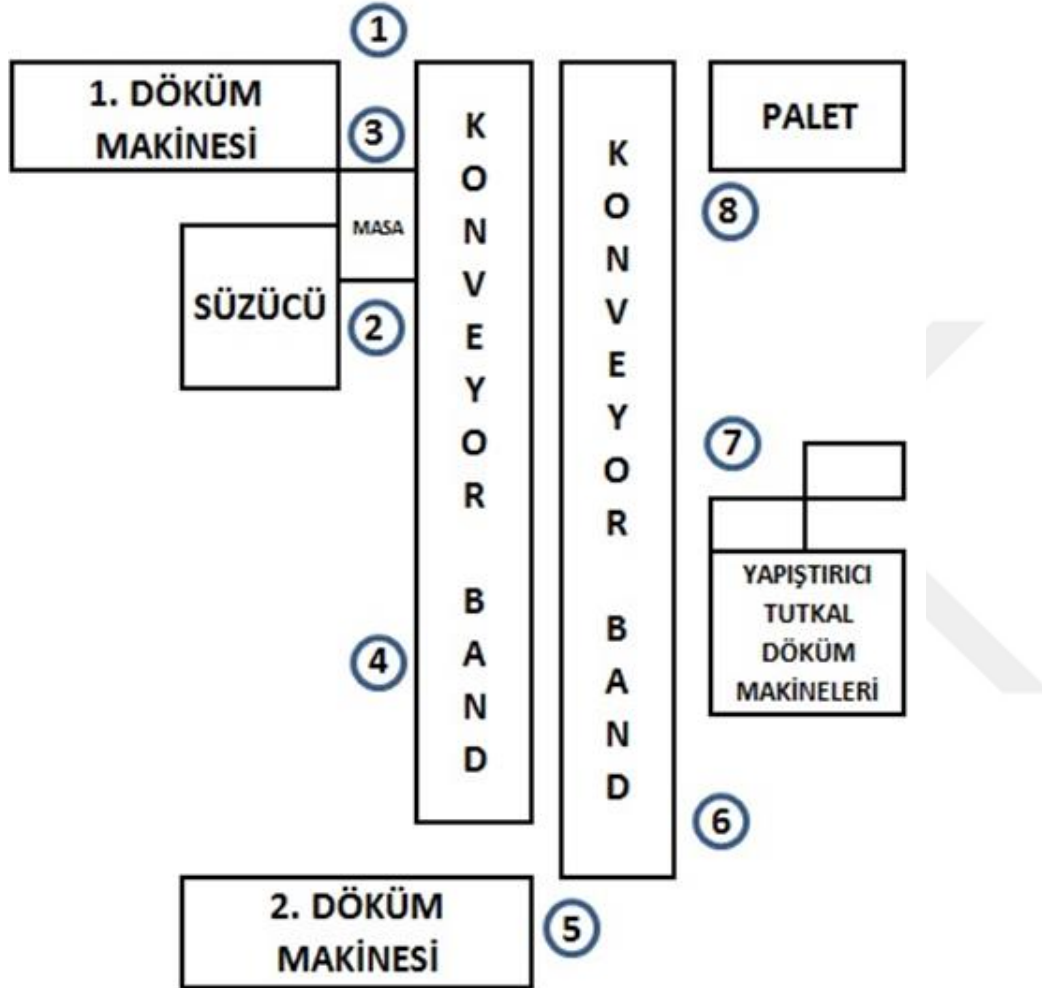 1
1. DÖKÜM
MAKİNESİ
3
MASA
SÜZÜCÜ
2
4
K
O
N
V
E
Y
O
R
B
A
N
D
K
O
N
V
E
Y
O
R
B
A
N
D
PALET
8
7
YAPIŞTIRICI
TUTKAL
DÖKÜM
MAKİNELERİ
6
2. DÖKÜM
MAKİNESİ
5